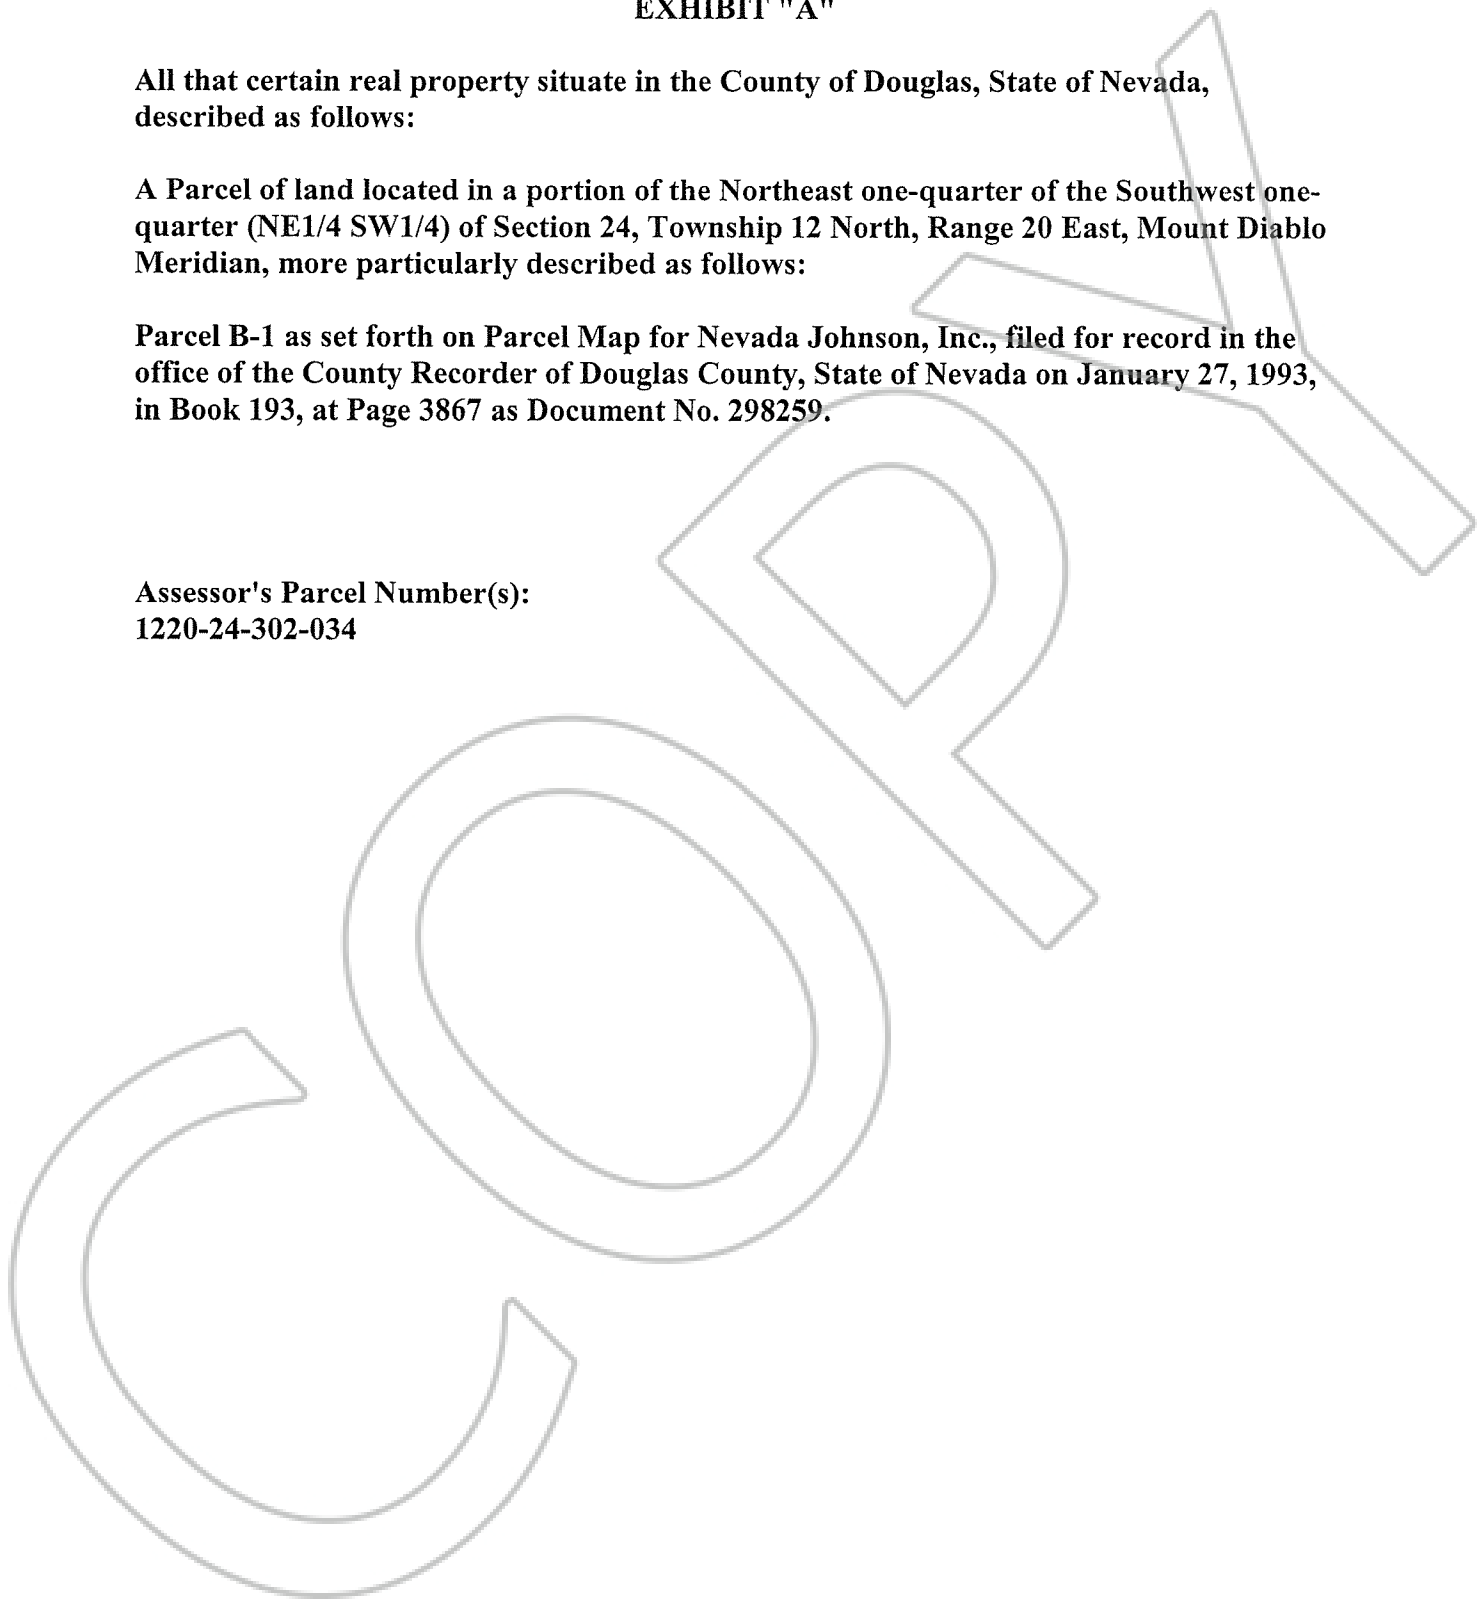 EXHIBIT "A"
All that certain real property situate in the County of Douglas, State of Nevada,
described as follows:
A Parcel of land located in a portion of the Northeast one-quarter of the Southwest one-
quarter (NE1/4 SW1/4) of Section 24, Township 12 North, Range 20 East, Mount Diablo
Meridian, more particularly described as follows:
Parcel B-1 as set forth on Parcel Map for Nevada Johnson, Inc., filed for record in the
office of the County Recorder of Douglas County, State of Nevada on January 27, 1993,
in Book 193, at Page 3867 as Document No. 298259.
Assessor's Parcel Number(s):
1220-24-302-034
COPY